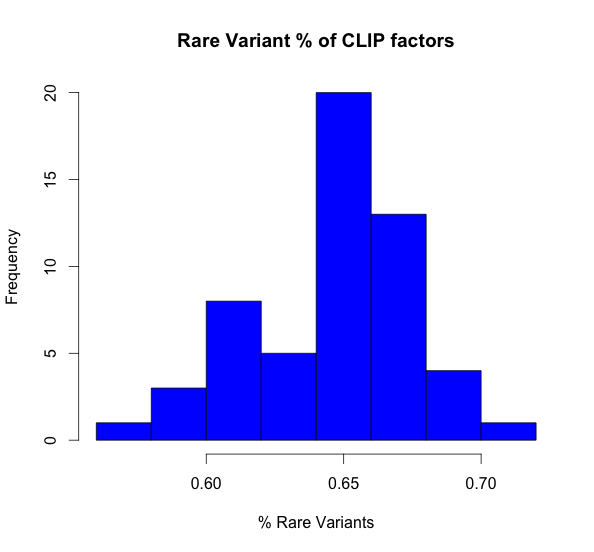 Rare Variant % of CLIP factors
Frequency
20
15
10
5
0
0.60 0.65 0.70
% Rare Variants